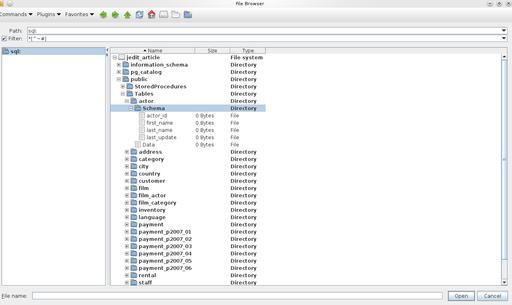 File Browser
Commands Plugins Favorites
Path: sql:
Filter: *[^~#]
sql:
Name Size Type
jedit_article File system
information_schema Directory
pg_catalog Directory
public Directory
StoredProcedures Directory
Tables Directory
actor Directory
Schema Directory
actor_id 0 Bytes File
first_name 0 Bytes File
last_name 0 Bytes File
last_update 0 Bytes File
Data 0 Bytes File
address Directory
category Directory
city Directory
country Directory
customer Directory
film Directory
film_actor Directory
film_category Directory
inventory Directory
language Directory
payment Directory
payment_p2007_01 Directory
payment_p2007_02 Directory
payment_p2007_03 Directory
payment_p2007_04 Directory
payment_p2007_05 Directory
payment_p2007_06 Directory
rental Directory
staff Directory
File name: Open Cancel